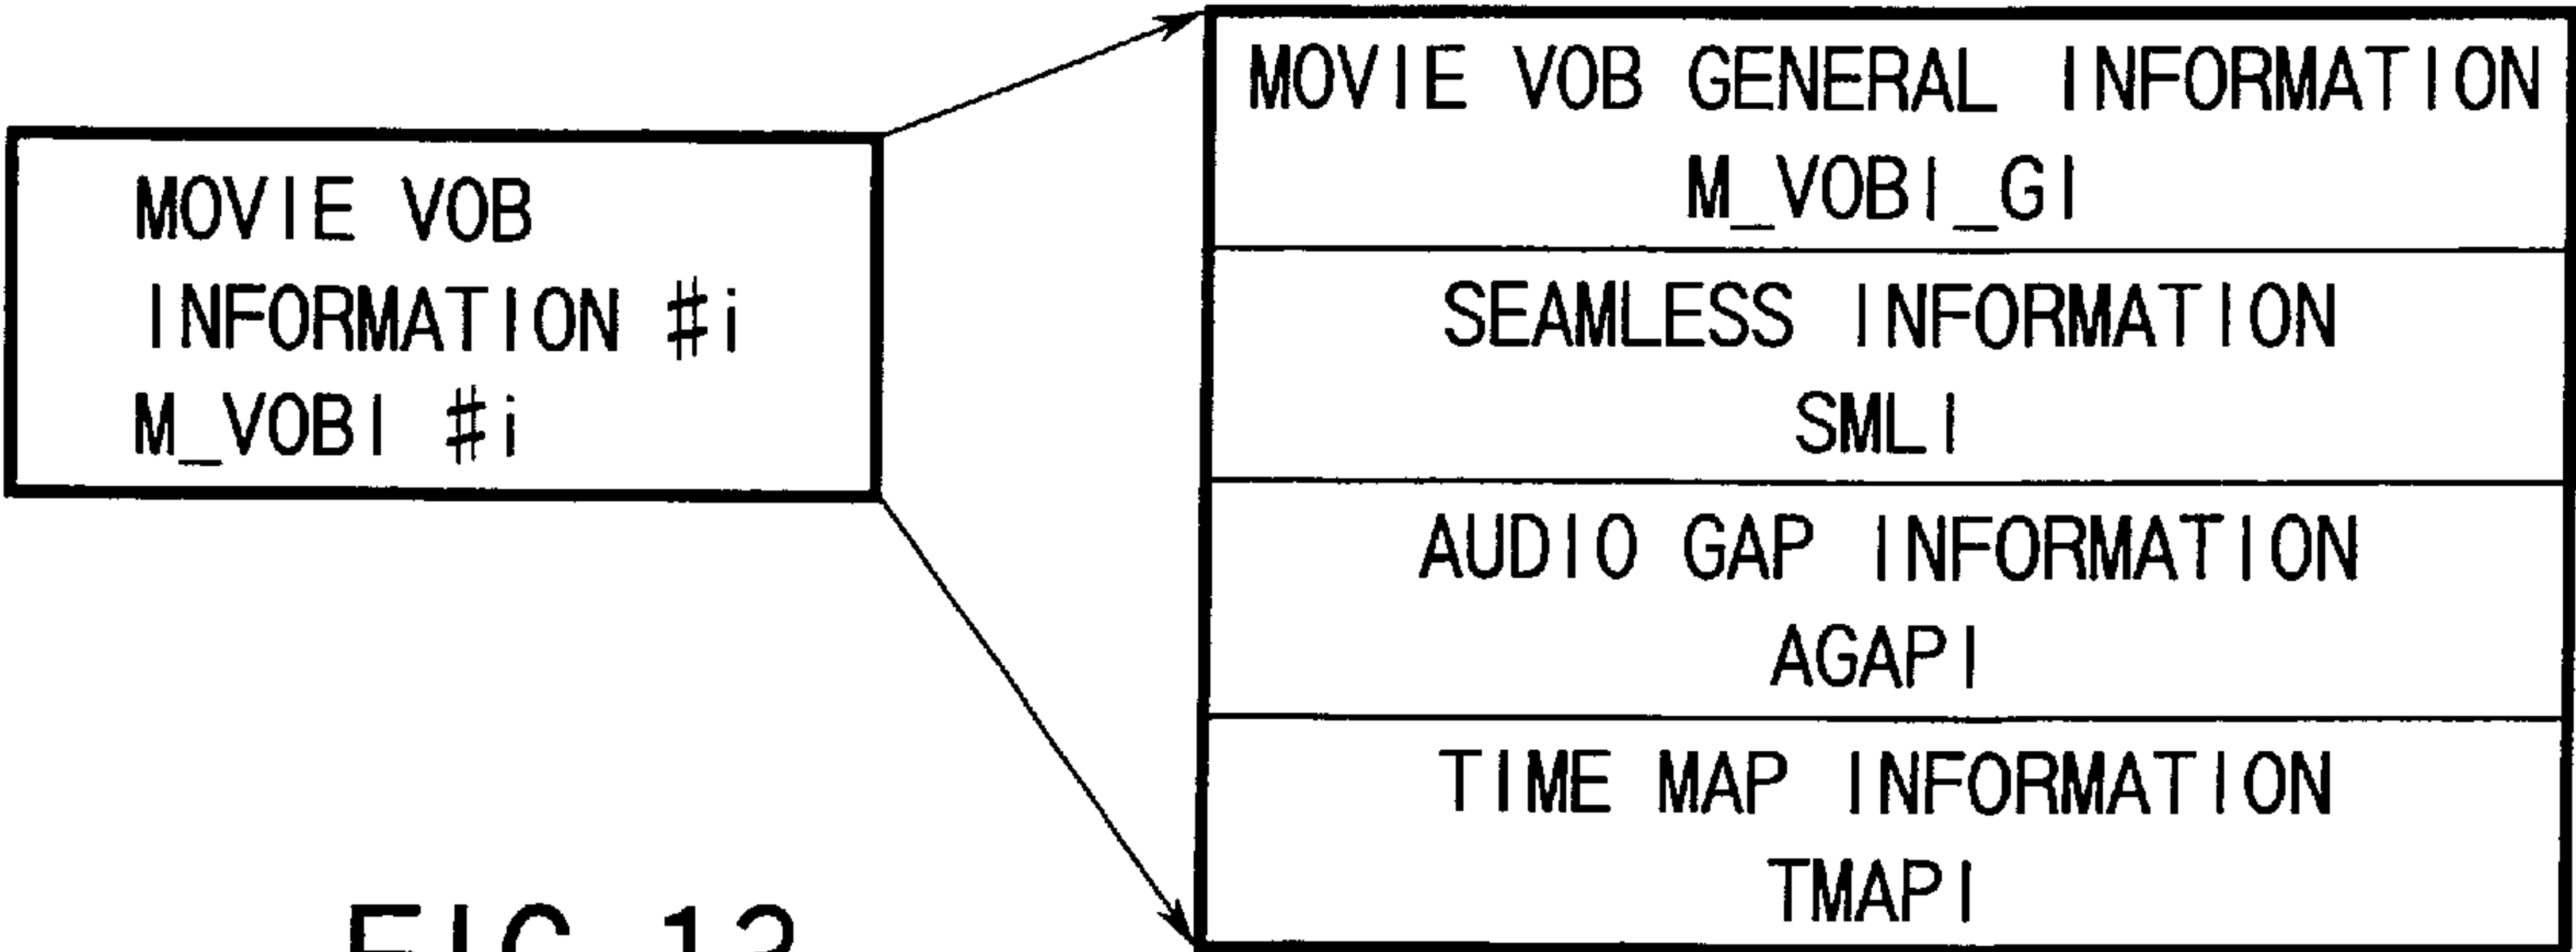 MOVIE VOB
INFORMATION #i
M_VOBI #i
MOVIE VOB GENERAL INFORMATION
M_VOBI_GI
SEAMLESS INFORMATION
SMLI
AUDIO GAP INFORMATION
AGAPI
TIME MAP INFORMATION
TMAPI